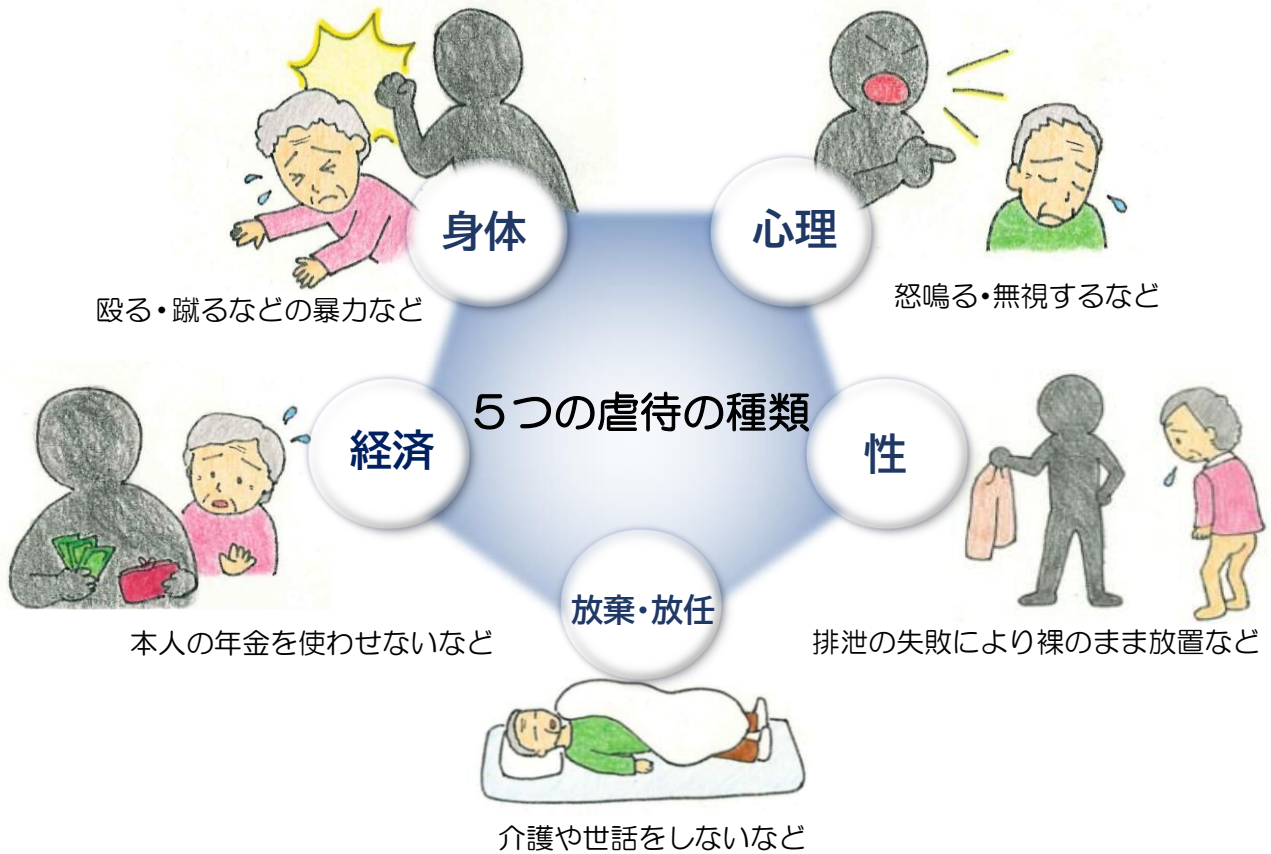 身体
殴る・蹴るなどの暴力など
心理
怒鳴る・無視するなど
5つの虐待の種類
経済
本人の年金を使わせないなど
性
排泄の失敗により裸のまま放置など
放棄・放任
介護や世話をしないなど